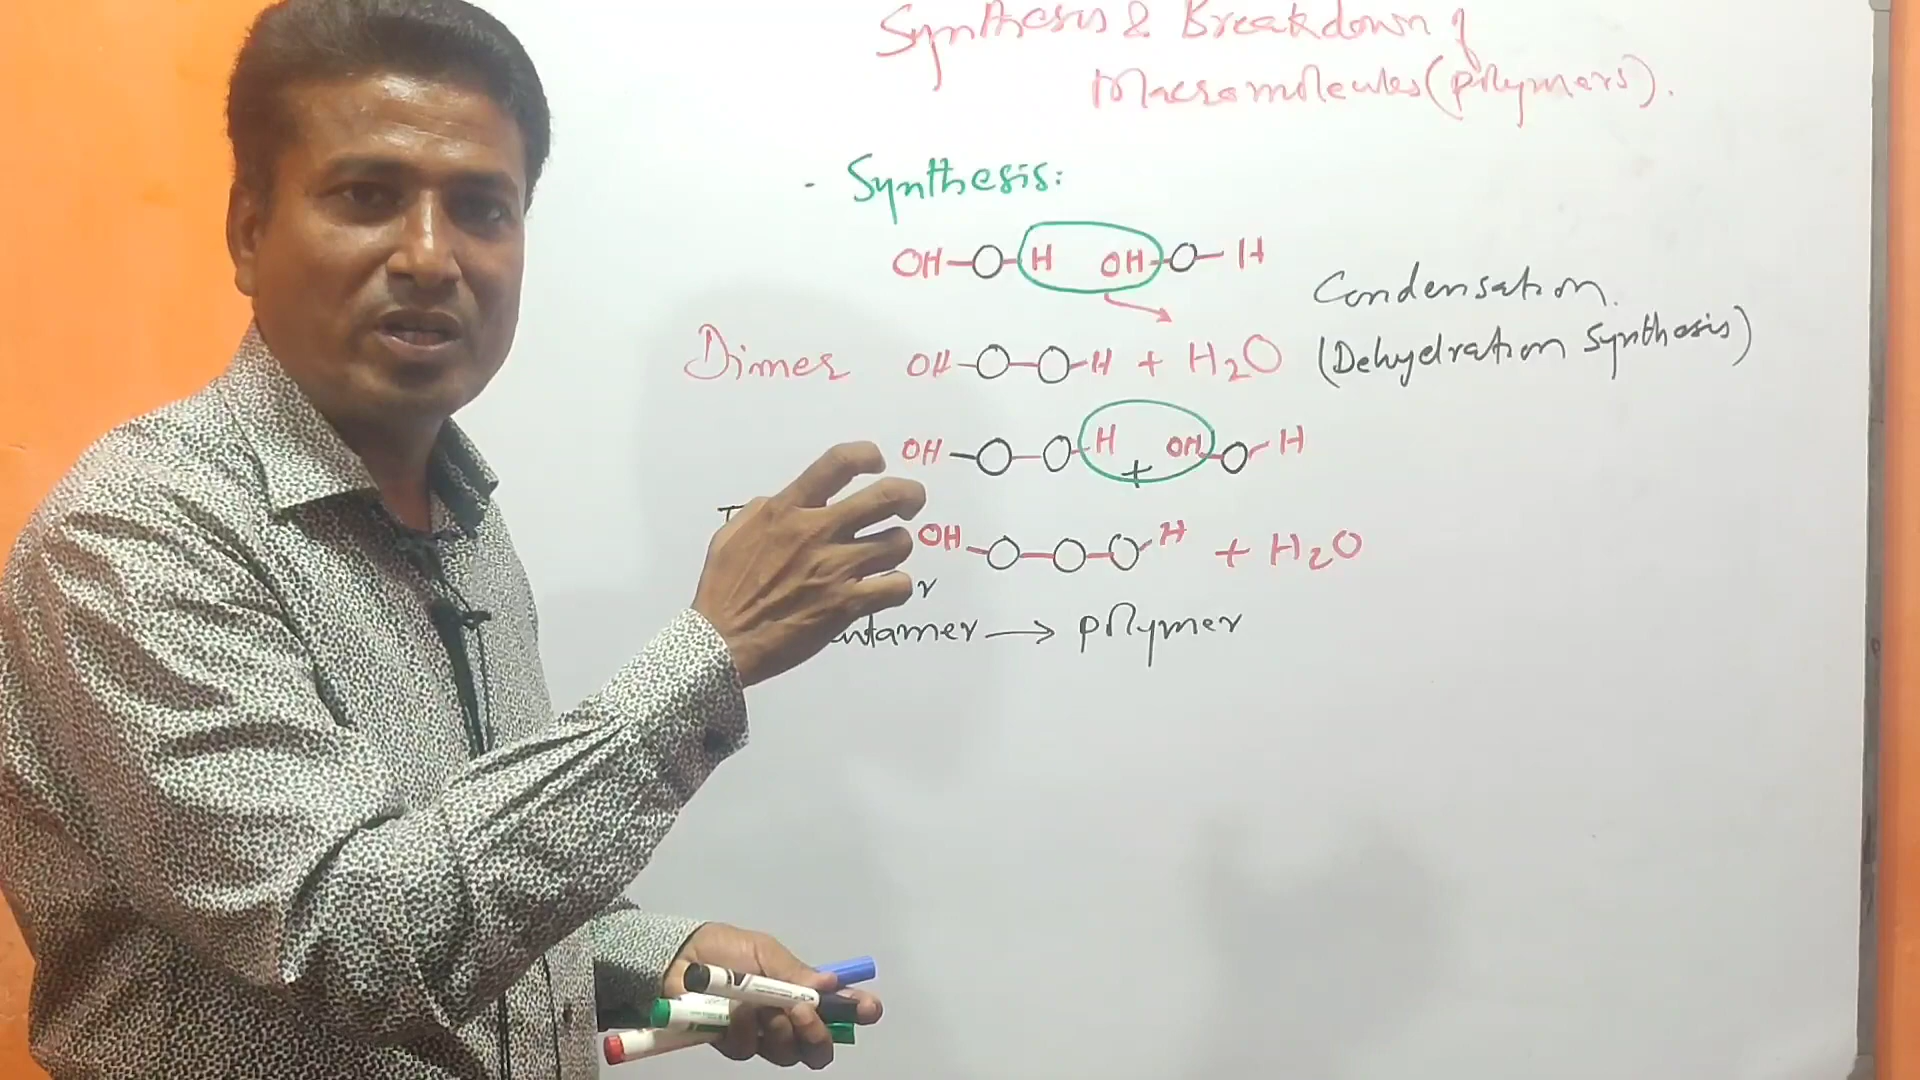 Synthesis & Breakdown of
Macromolecules (polymers).
- Synthesis:
OH-O-H OH-O-H
Condensation.
(Dehydration Synthesis)
Dimer OH-O-O-H + H2O
OH-O-O-H + OH-O-H
OH-O-O-O-H + H2O
polymer